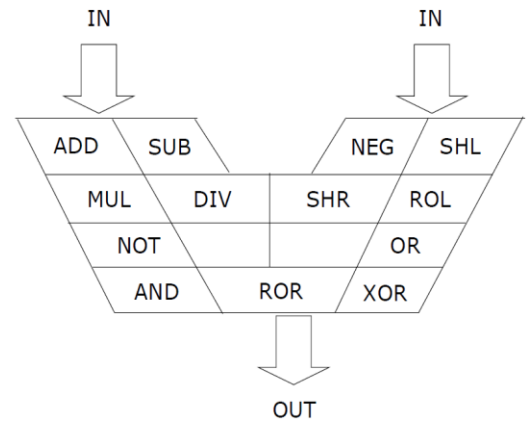 IN IN
ADD SUB NEG SHL
MUL DIV SHR ROL
NOT OR
AND ROR XOR
OUT